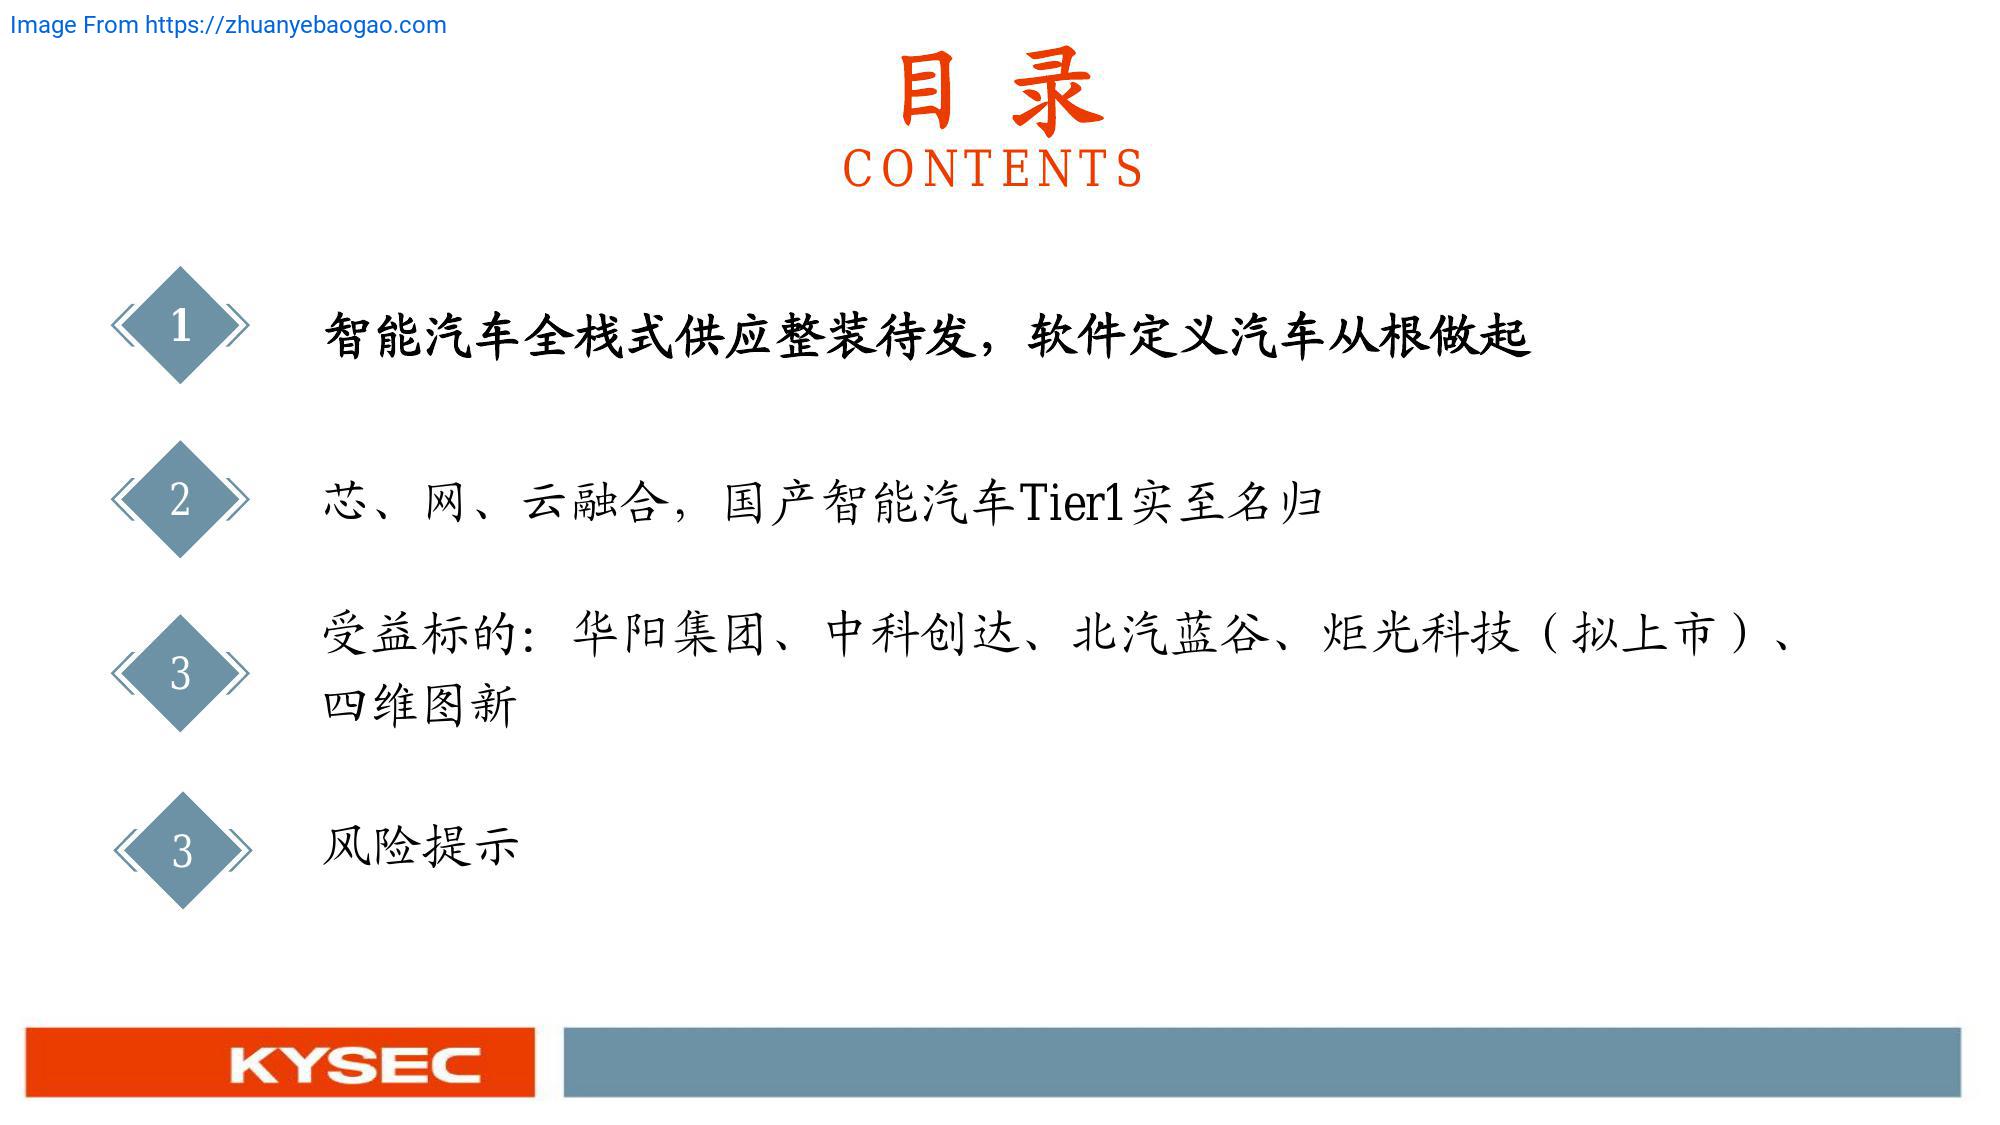 Image From https://zhuanyebaogao.com
目 录
CONTENTS
1
智能汽车全栈式供应整装待发，软件定义汽车从根做起
2
芯、网、云融合，国产智能汽车Tier1实至名归
3
受益标的：华阳集团、中科创达、北汽蓝谷、炬光科技（拟上市）、
四维图新
3
风险提示
KYSEC